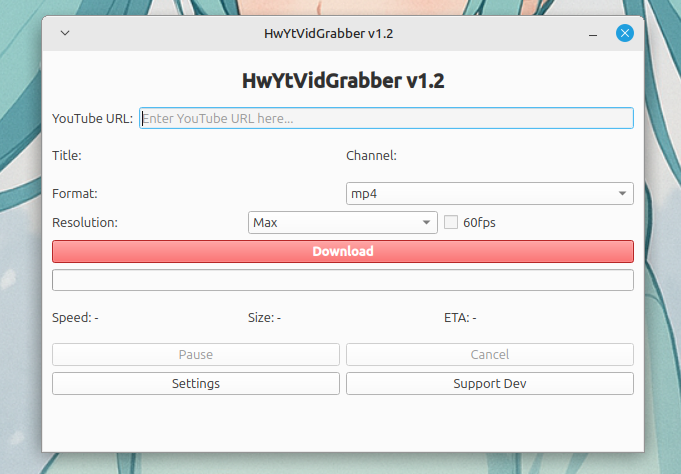 HwYtVidGrabber v1.2
HwYtVidGrabber v1.2
YouTube URL: Enter YouTube URL here...
Title: Channel:
Format: mp4
Resolution: Max 60fps
Download
Speed: - Size: - ETA: -
Pause Cancel
Settings Support Dev